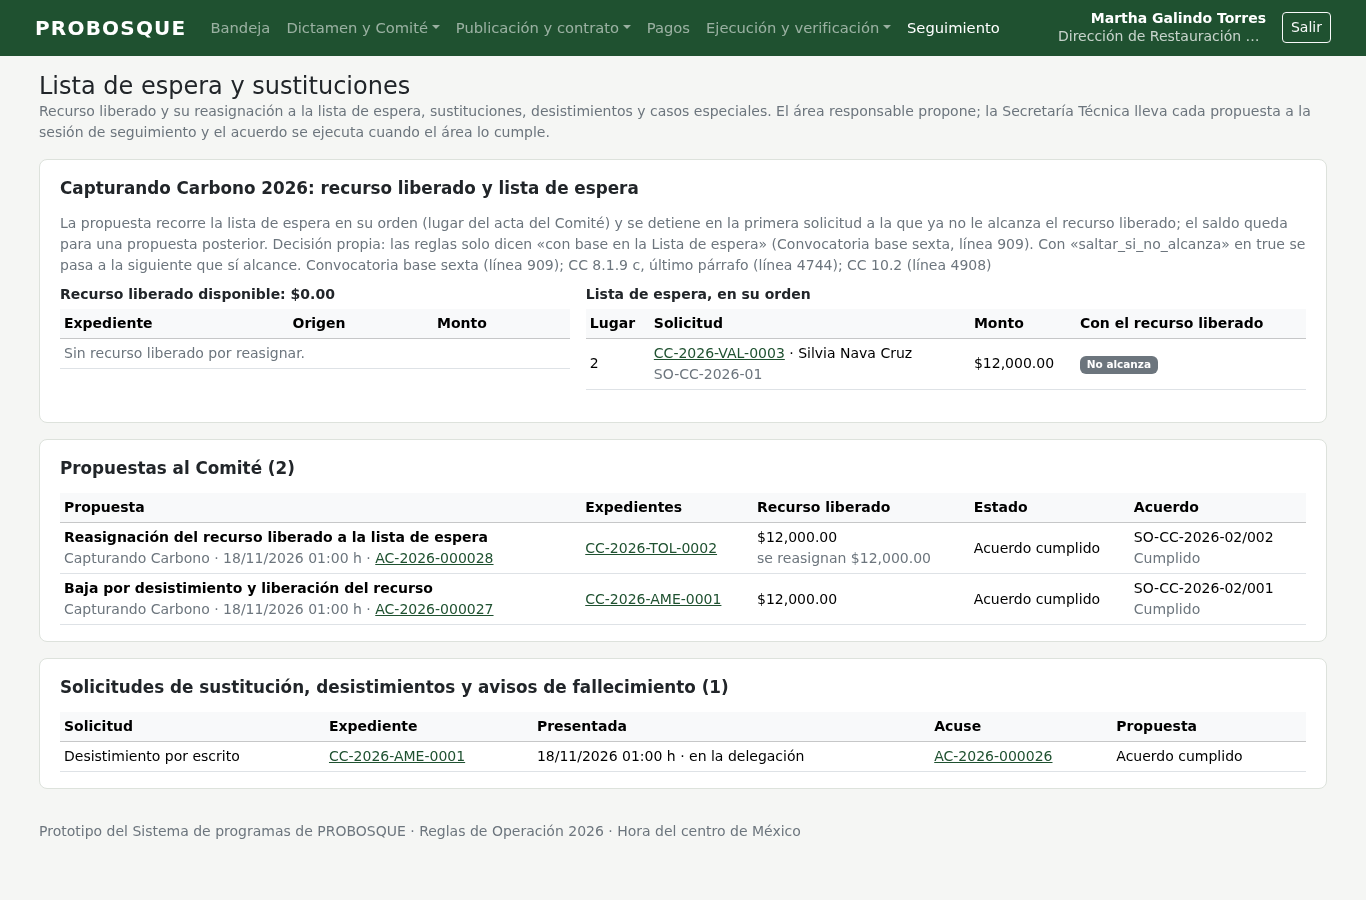 PROBOSQUE Bandeja Dictamen y Comité Publicación y contrato Pagos Ejecución y verificación Seguimiento Martha Galindo Torres Salir
Dirección de Restauración ...
Lista de espera y sustituciones
Recurso liberado y su reasignación a la lista de espera, sustituciones, desistimientos y casos especiales. El área responsable propone; la Secretaría Técnica lleva cada propuesta a la
sesión de seguimiento y el acuerdo se ejecuta cuando el área lo cumple.
Capturando Carbono 2026: recurso liberado y lista de espera
La propuesta recorre la lista de espera en su orden (lugar del acta del Comité) y se detiene en la primera solicitud a la que ya no le alcanza el recurso liberado; el saldo queda
para una propuesta posterior. Decisión propia: las reglas solo dicen «con base en la Lista de espera» (Convocatoria base sexta, línea 909). Con «saltar_si_no_alcanza» en true se
pasa a la siguiente que sí alcance. Convocatoria base sexta (línea 909); CC 8.1.9 c, último párrafo (línea 4744); CC 10.2 (línea 4908)
Recurso liberado disponible: $0.00
Expediente Origen Monto
Sin recurso liberado por reasignar.
Lista de espera, en su orden
Lugar Solicitud Monto Con el recurso liberado
2 CC-2026-VAL-0003 · Silvia Nava Cruz $12,000.00 No alcanza
SO-CC-2026-01
Propuestas al Comité (2)
Propuesta Expedientes Recurso liberado Estado Acuerdo
Reasignación del recurso liberado a la lista de espera CC-2026-TOL-0002 $12,000.00 Acuerdo cumplido SO-CC-2026-02/002
Capturando Carbono · 18/11/2026 01:00 h · AC-2026-000028 se reasignan $12,000.00 Cumplido
Baja por desistimiento y liberación del recurso CC-2026-AME-0001 $12,000.00 Acuerdo cumplido SO-CC-2026-02/001
Capturando Carbono · 18/11/2026 01:00 h · AC-2026-000027 Cumplido
Solicitudes de sustitución, desistimientos y avisos de fallecimiento (1)
Solicitud Expediente Presentada Acuse Propuesta
Desistimiento por escrito CC-2026-AME-0001 18/11/2026 01:00 h · en la delegación AC-2026-000026 Acuerdo cumplido
Prototipo del Sistema de programas de PROBOSQUE · Reglas de Operación 2026 · Hora del centro de México